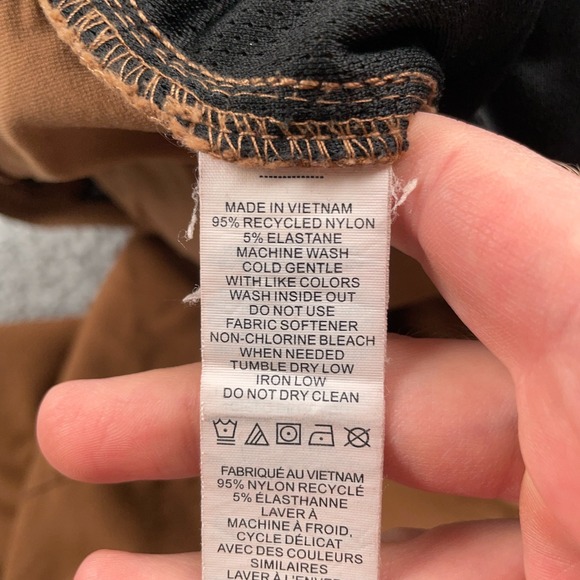 MADE IN VIETNAM
95% RECYCLED NYLON
5% ELASTANE
MACHINE WASH
COLD GENTLE
WITH LIKE COLORS
WASH INSIDE OUT
DO NOT USE
FABRIC SOFTENER
NON-CHLORINE BLEACH
WHEN NEEDED
TUMBLE DRY LOW
IRON LOW
DO NOT DRY CLEAN
FABRIQUÉ AU VIETNAM
95% NYLON RECYCLÉ
5% ÉLASTHANNE
LAVER À
MACHINE À FROID,
CYCLE DÉLICAT
AVEC DES COULEURS
SIMILAIRES
LAVER À L'ENVERS